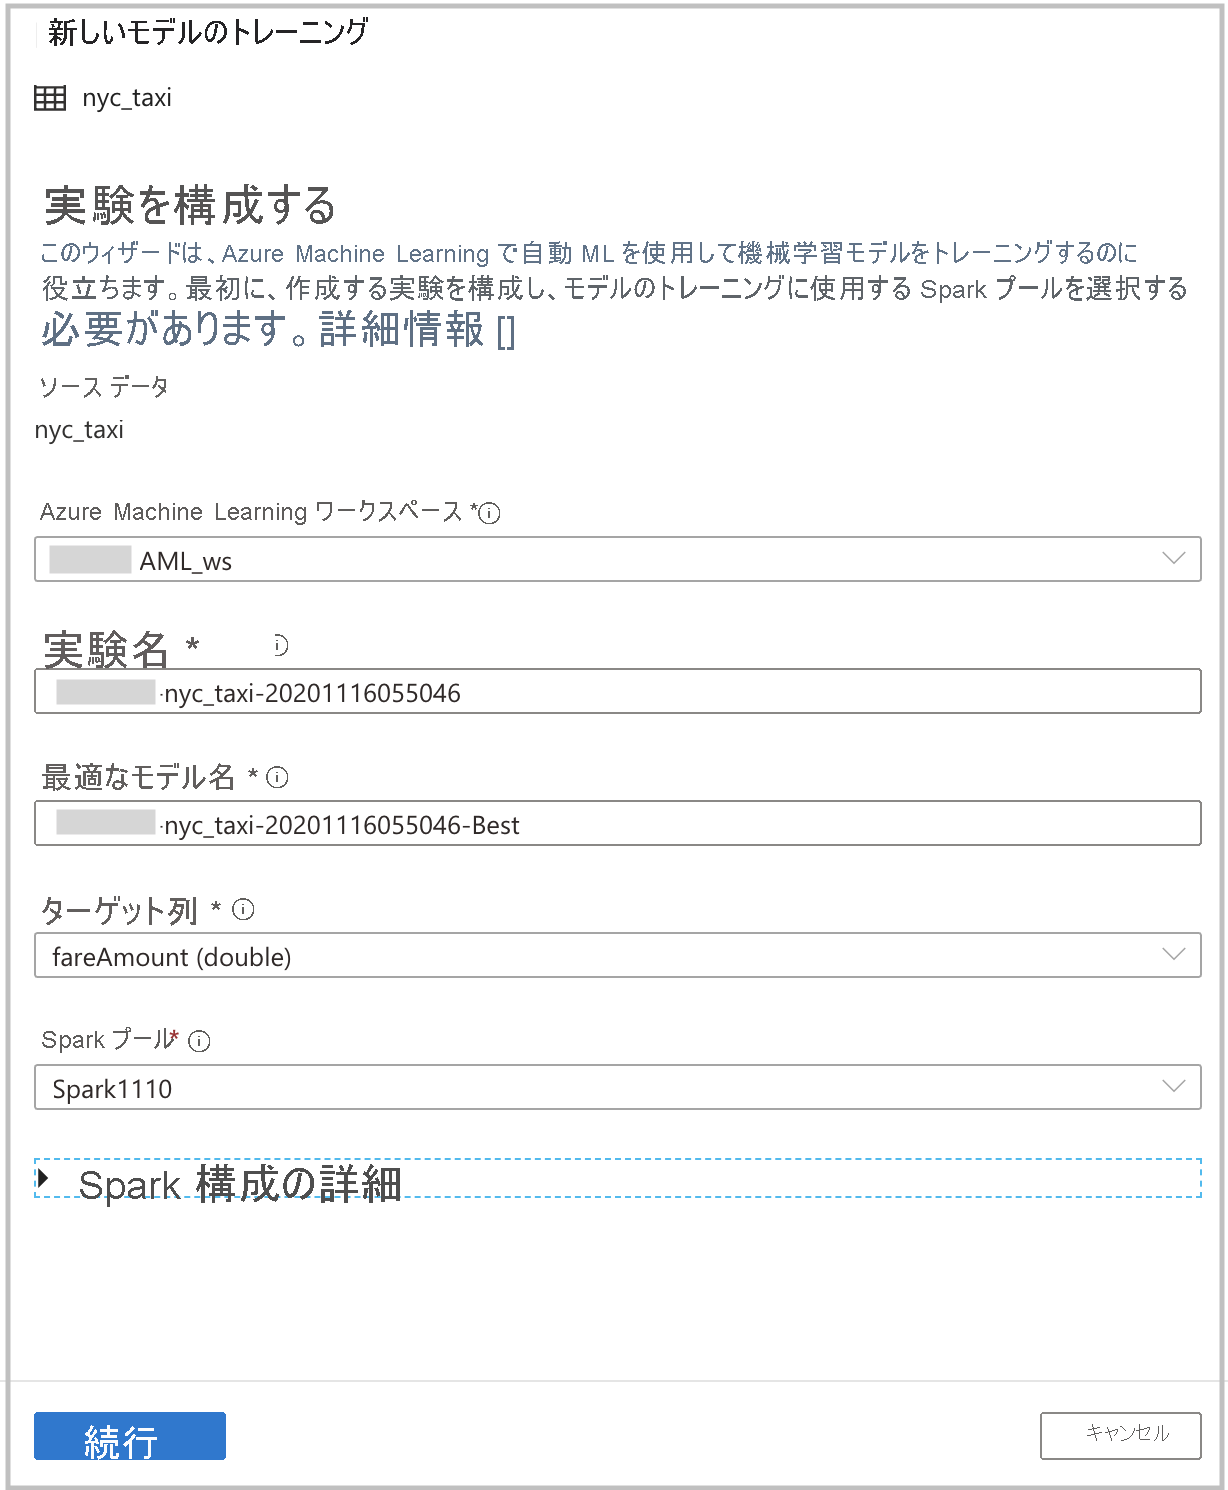 新しいモデルのトレーニング
nyc_taxi
実験を構成する
このウィザードは、Azure Machine Learning で自動 ML を使用して機械学習モデルをトレーニングするのに
役立ちます。最初に、作成する実験を構成し、モデルのトレーニングに使用する Spark プールを選択する
必要があります。詳細情報 []
ソース データ
nyc_taxi
Azure Machine Learning ワークスペース *
AML_ws
実験名 *
-nyc_taxi-20201116055046
最適なモデル名 *
-nyc_taxi-20201116055046-Best
ターゲット列 *
fareAmount (double)
Spark プール*
Spark1110
Spark 構成の詳細
続行
キャンセル